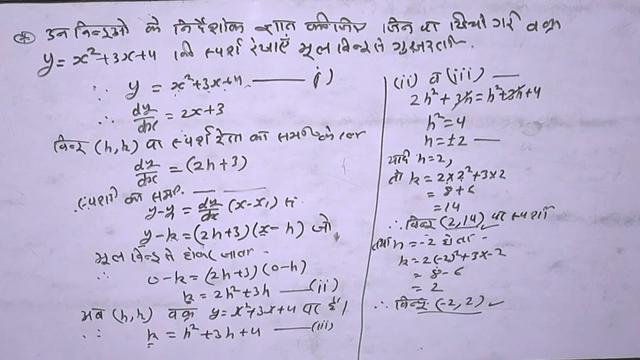 उन बिन्दुओं के निर्देशांक ज्ञात कीजिए जिन पर खींची गई वक्र
y = x² + 3x + 4 की स्पर्श रेखाएँ मूल बिन्दु से गुजरती.
∴ y = x² + 3x + 4 ——— i)
∴ dy/dx = 2x + 3
बिन्दु (h, k) पर स्पर्श रेखा का
dy/dx = (2h + 3)
का समी.
y - y₁ = dy/dx (x - x₁) से
y - k = (2h + 3)(x - h) जो
मूल बिन्दु से होकर जाता
∴ 0 - k = (2h + 3)(0 - h)
k = 2h² + 3h ——— (ii)
अब (h, k) वक्र y = x² + 3x + 4 पर है।
∴ k = h² + 3h + 4 ——— (iii)
(ii) व (iii) ——
2h² + 3h = h² + 3h + 4
h² = 4
h = ±2 ——
यदि h = 2,
तो k = 2×2² + 3×2
= 8 + 6
= 14
∴ बिन्दु (2, 14) पर स्पर्श
तथा h = -2 होता -
k = 2(-2)² + 3×-2
= 8 - 6
= 2
∴ बिन्दु (-2, 2) ✓